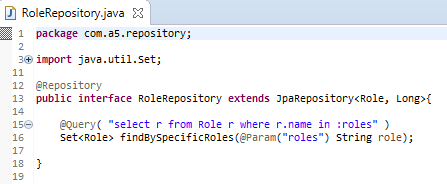 RoleRepository.java
1 package com.a5.repository;
2
3 import java.util.Set;
11
12 @Repository
13 public interface RoleRepository extends JpaRepository<Role, Long>{
14
15 @Query( "select r from Role r where r.name in :roles" )
16 Set<Role> findBySpecificRoles(@Param("roles") String role);
17
18 }